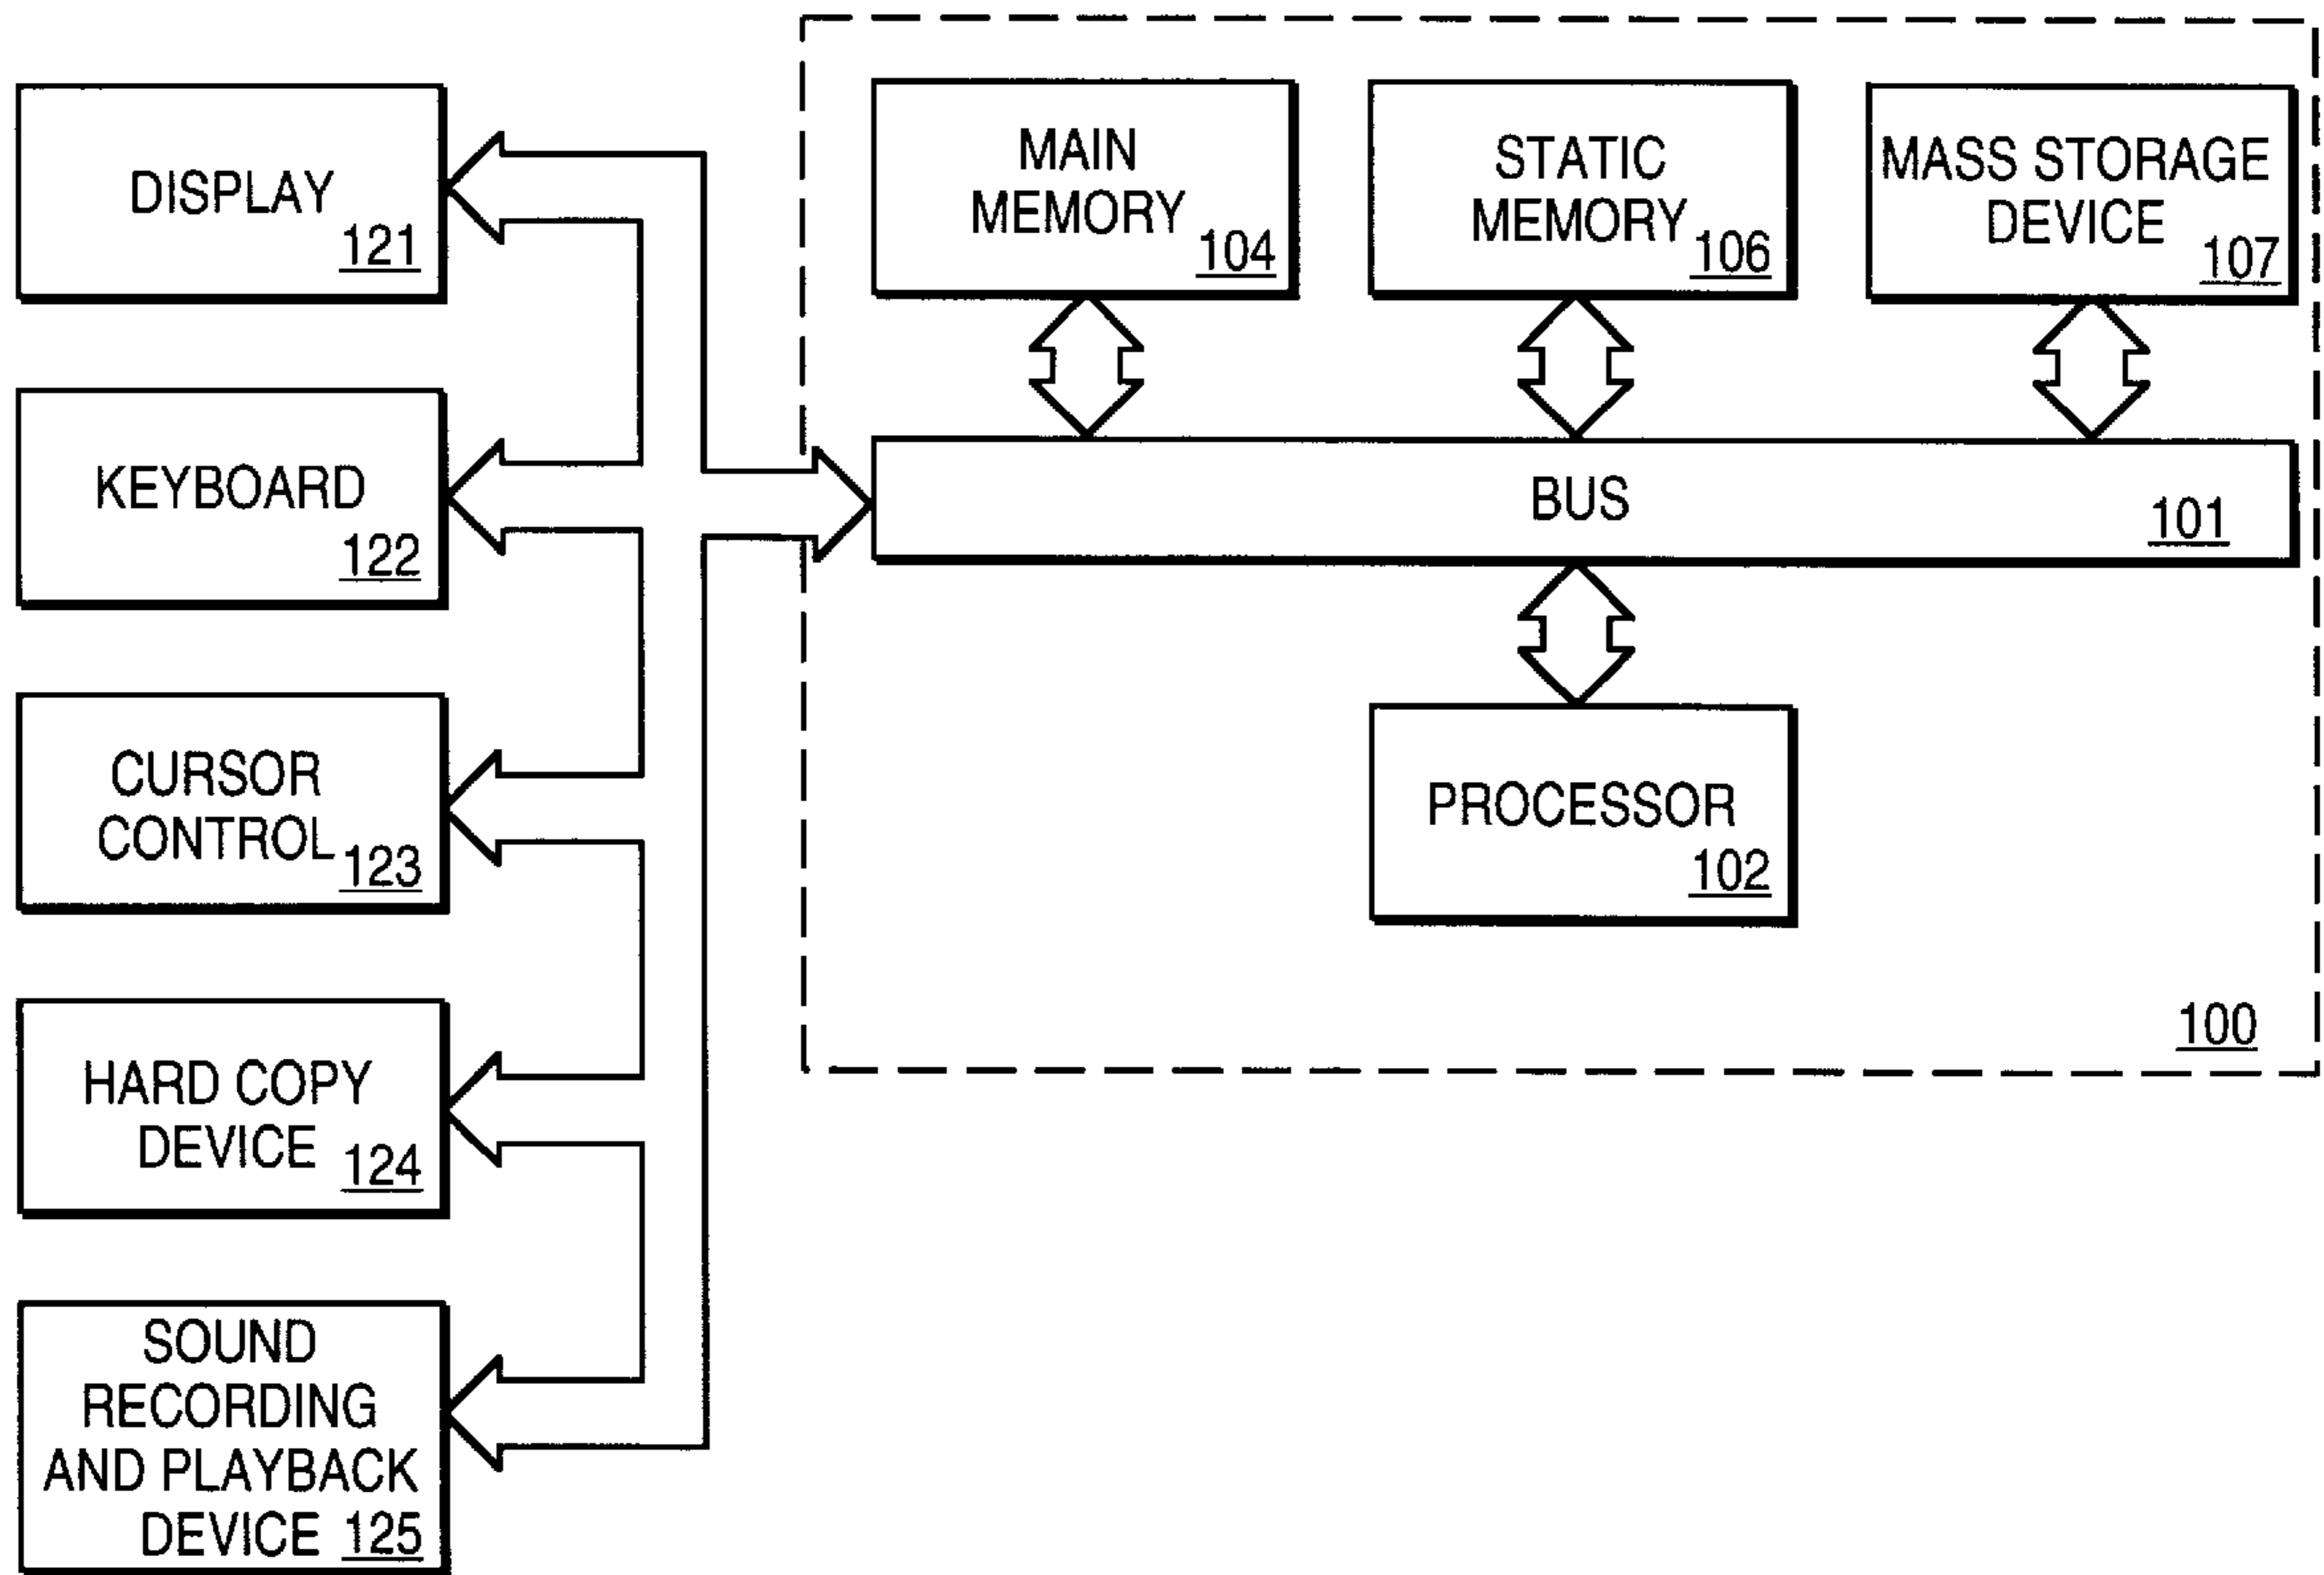 DISPLAY
121
KEYBOARD
122
CURSOR
CONTROL
123
HARD COPY
DEVICE
124
SOUND
RECORDING
AND PLAYBACK
DEVICE 125
MAIN
MEMORY
104
STATIC
MEMORY
106
MASS STORAGE
DEVICE
107
BUS
101
PROCESSOR
102
100